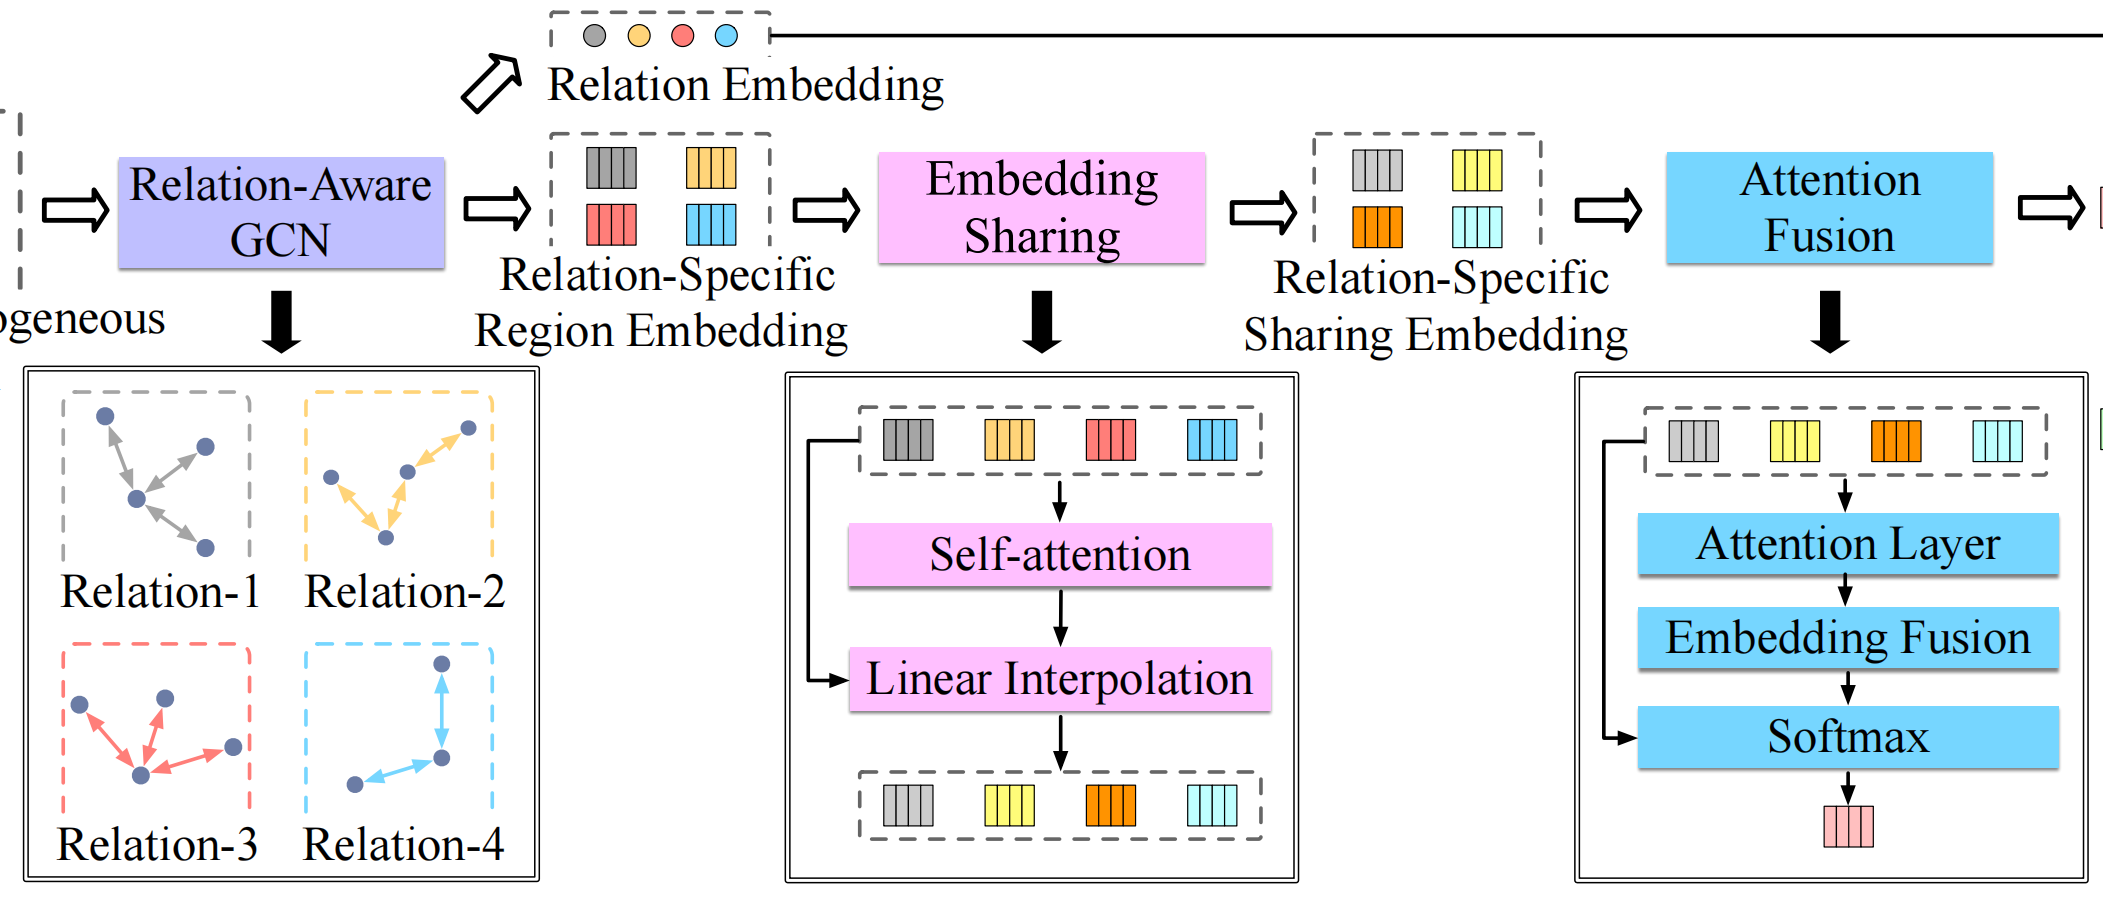 Relation Embedding
Relation-Aware
GCN
Relation-Specific
Region Embedding
Embedding
Sharing
Relation-Specific
Sharing Embedding
Attention
Fusion
ogeneous
Relation-1
Relation-2
Relation-3
Relation-4
Self-attention
Linear Interpolation
Attention Layer
Embedding Fusion
Softmax